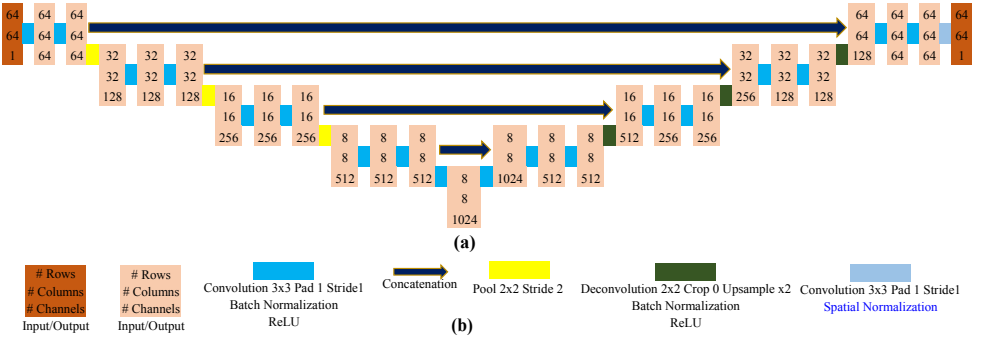 64 64 64 64 64 64 64
64 64 64 64 64 64 64
1 64 64 128 64 64 1
32 32 32 32 32 32
32 32 32 32 32 32
128 128 128 256 128 128
16 16 16 16 16 16
16 16 16 16 16 16
256 256 256 512 256 256
8 8 8 8 8 8
8 8 8 8 8 8
512 512 512 1024 512 512
8
8
1024
(a)
# Rows
# Columns
# Channels
Input/Output
# Rows
# Columns
# Channels
Input/Output
Convolution 3x3 Pad 1 Stride1
Batch Normalization
ReLU
Concatenation
Pool 2x2 Stride 2
Deconvolution 2x2 Crop 0 Upsample x2
Batch Normalization
ReLU
Convolution 3x3 Pad 1 Stride1
Spatial Normalization
(b)